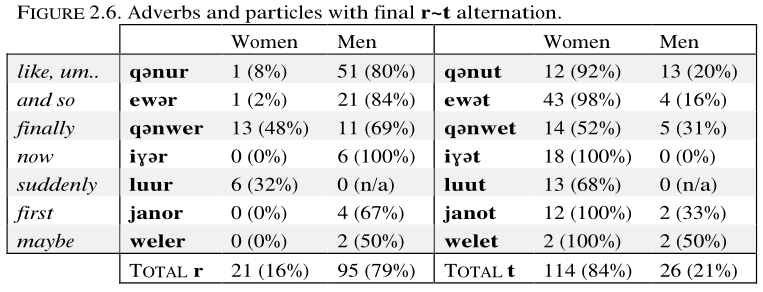 FIGURE 2.6. Adverbs and particles with final r~t alternation.
Women Men Women Men
like, um.. qənur 1 (8%) 51 (80%) qənut 12 (92%) 13 (20%)
and so ewər 1 (2%) 21 (84%) ewət 43 (98%) 4 (16%)
finally qənwer 13 (48%) 11 (69%) qənwet 14 (52%) 5 (31%)
now iɣər 0 (0%) 6 (100%) iɣət 18 (100%) 0 (0%)
suddenly luur 6 (32%) 0 (n/a) luut 13 (68%) 0 (n/a)
first janor 0 (0%) 4 (67%) janot 12 (100%) 2 (33%)
maybe weler 0 (0%) 2 (50%) welet 2 (100%) 2 (50%)
TOTAL r 21 (16%) 95 (79%) TOTAL t 114 (84%) 26 (21%)